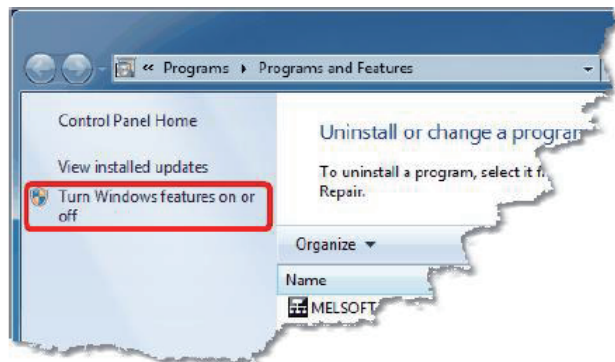 « Programs ▸ Programs and Features
Control Panel Home
View installed updates
Turn Windows features on or
off
Uninstall or change a program
To uninstall a program, select it f
Repair.
Organize ▾
Name
MELSOFT